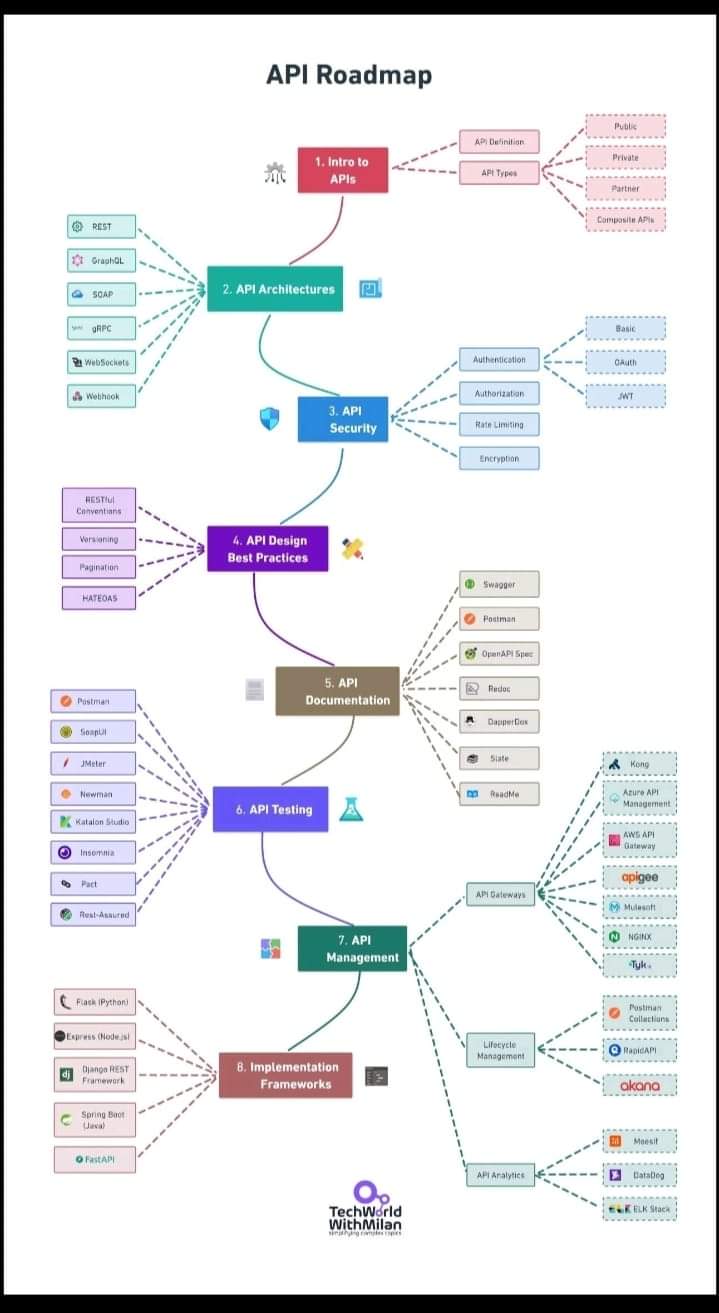 API Roadmap
1. Intro to
APIs
API Definition
API Types
Public
Private
Partner
Composite APIs
2. API Architectures
REST
GraphQL
SOAP
gRPC
WebSockets
Webhook
3. API
Security
Authentication
Authorization
Rate Limiting
Encryption
Basic
OAuth
JWT
4. API Design
Best Practices
RESTful
Conventions
Versioning
Pagination
HATEOAS
5. API
Documentation
Swagger
Postman
OpenAPI Spec
Redoc
DapperDox
Slate
ReadMe
6. API Testing
Postman
SoapUI
JMeter
Newman
Katalon Studio
Insomnia
Pact
Rest-Assured
7. API
Management
API Gateways
Kong
Azure API
Management
AWS API
Gateway
apigee
Mulesoft
NGINX
Tyk
Lifecycle
Management
Postman
Collections
RapidAPI
akana
API Analytics
Moesif
DataDog
ELK Stack
8. Implementation
Frameworks
Flask (Python)
Express (Node.js)
Django REST
Framework
Spring Boot
(Java)
FastAPI
TechWorld
WithMilan
simplifying complex topics